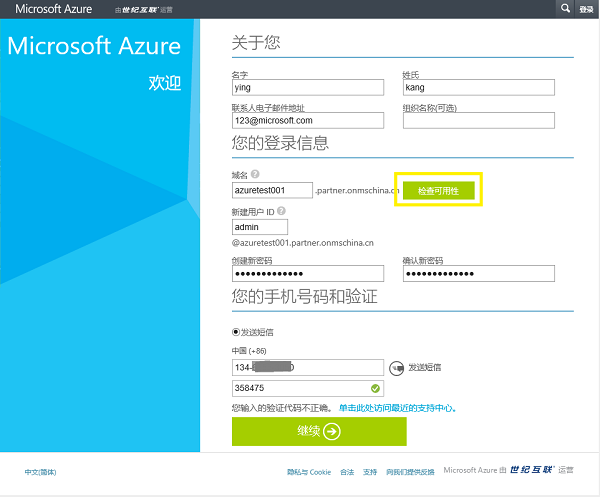 Microsoft Azure 由世纪互联运营 登录
Microsoft Azure
欢迎
关于您
名字 姓氏
ying kang
联系人电子邮件地址 组织名称(可选)
123@microsoft.com
您的登录信息
域名
azuretest001 .partner.onmschina.cn 检查可用性
新建用户 ID
admin
@azuretest001.partner.onmschina.cn
创建新密码 确认新密码
您的手机号码和验证
发送短信
中国 (+86)
134- 0 发送短信
358475
您输入的验证代码不正确。 单击此处访问最近的支持中心。
继续
中文(简体) 隐私与 Cookie 合法 支持 向我们提供反馈 Microsoft Azure 由 世纪互联 运营